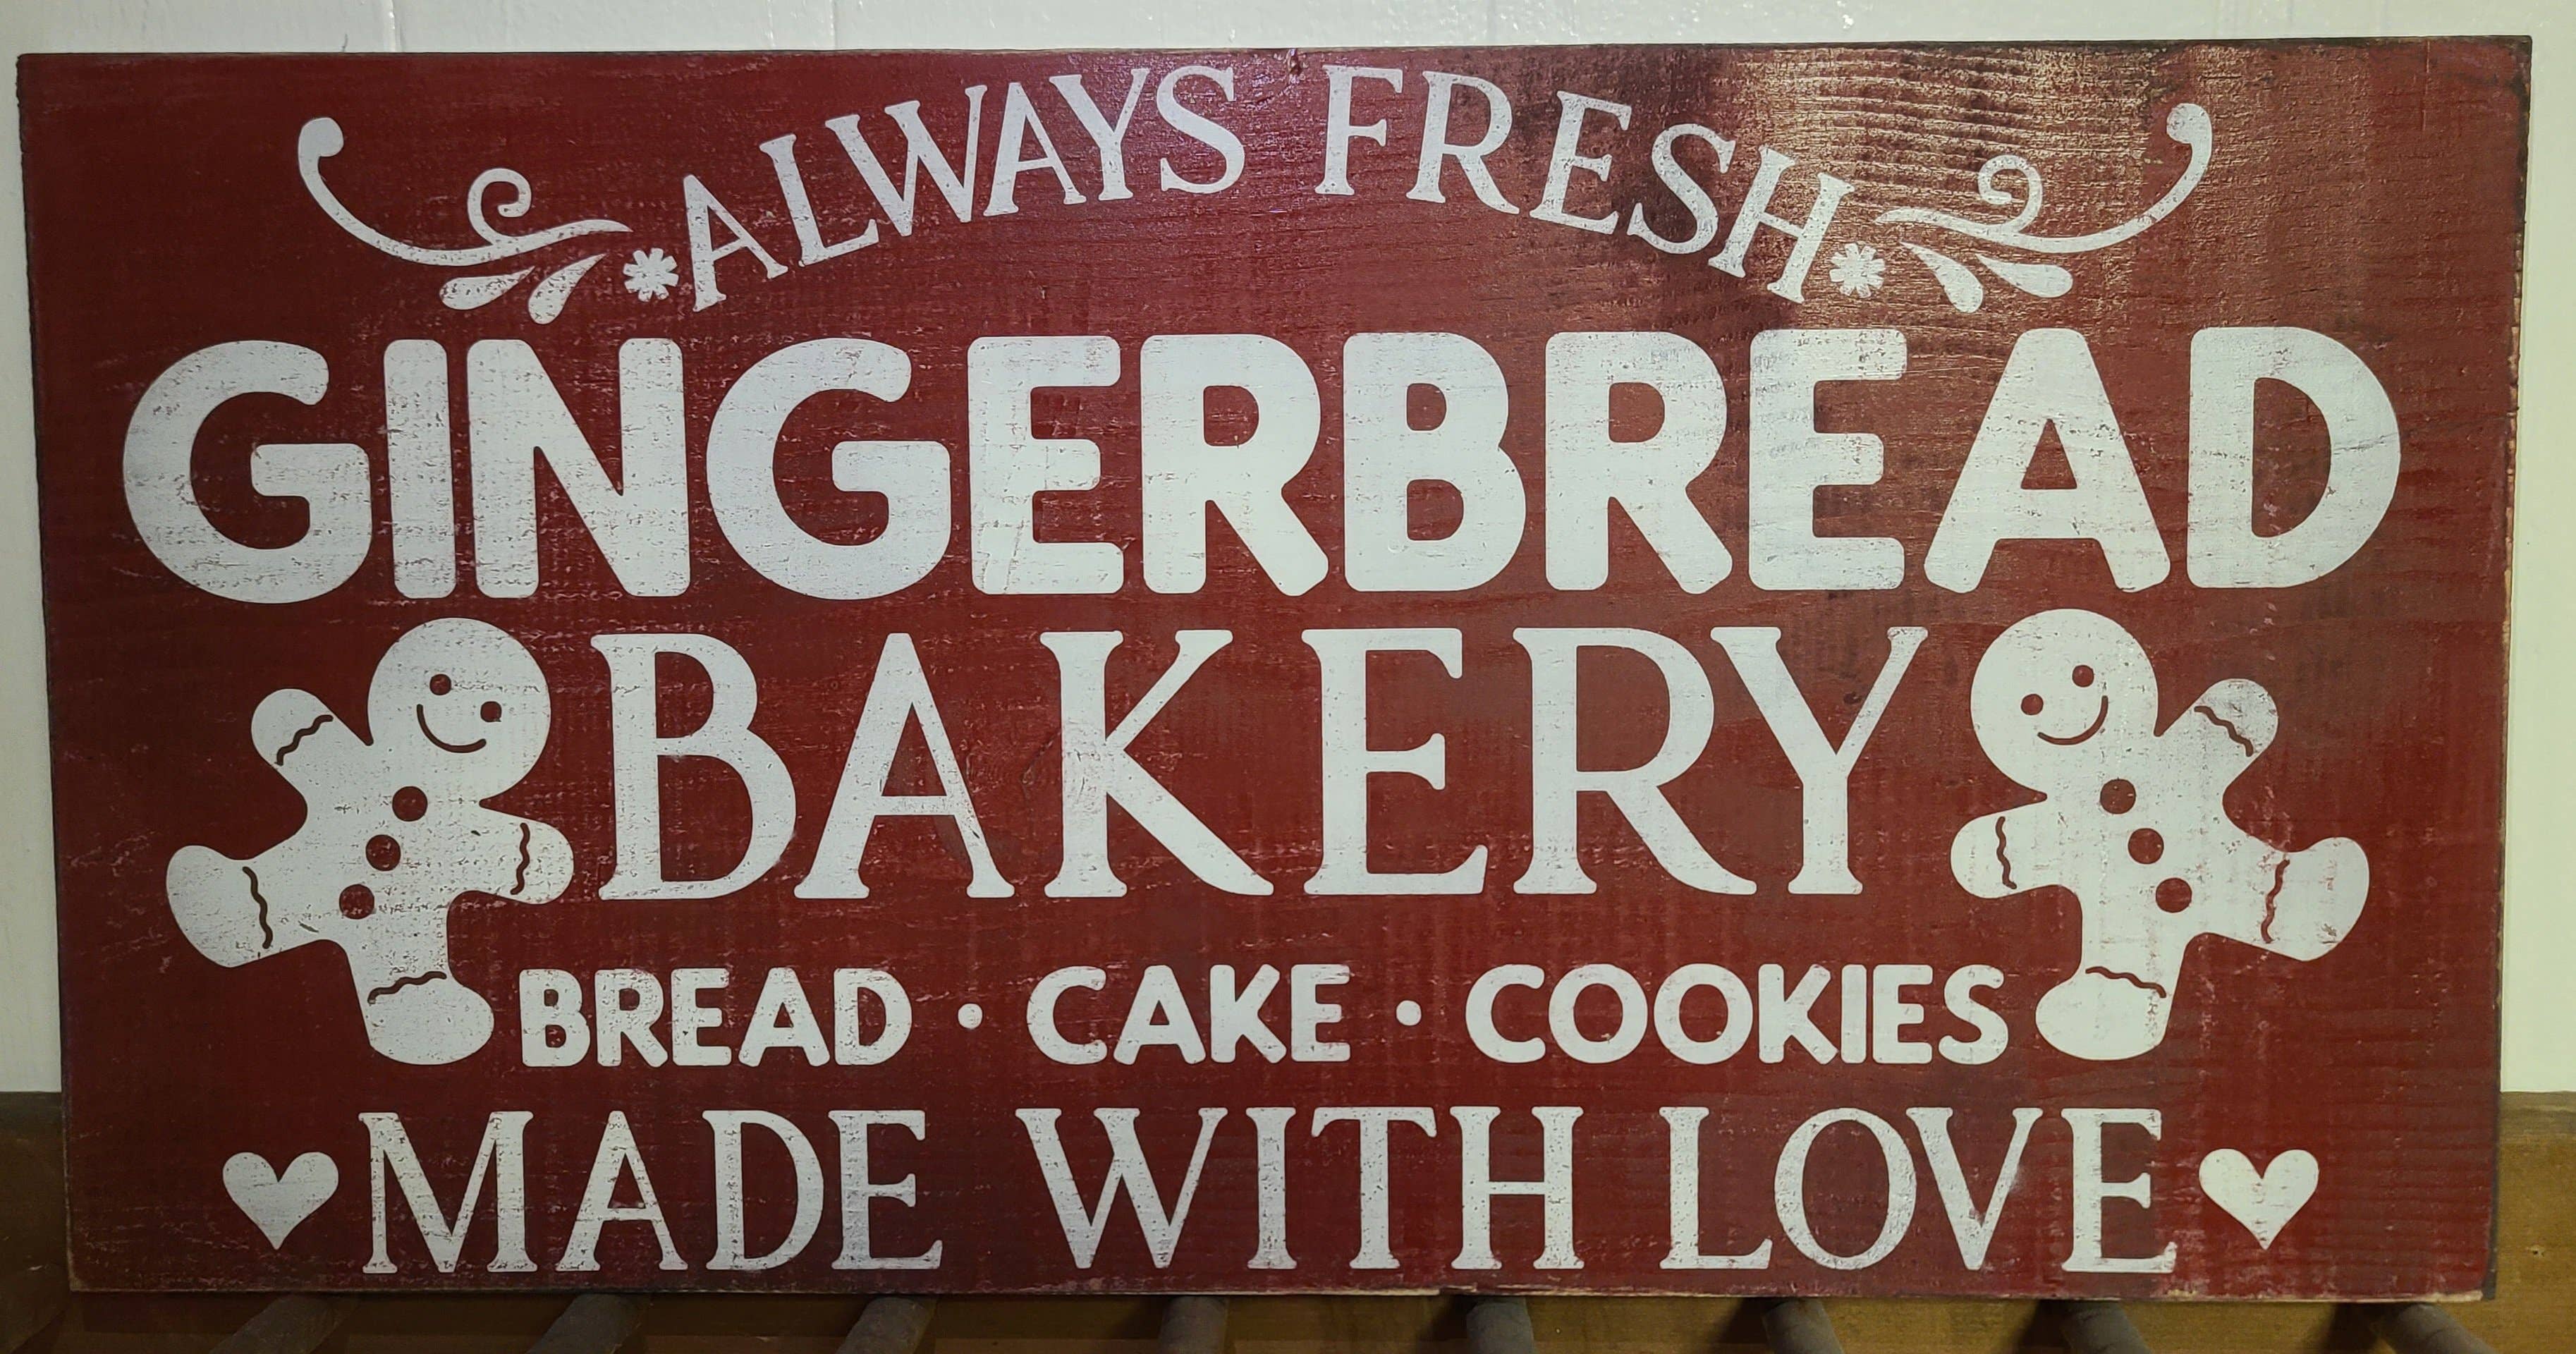 ALWAYS FRESH
GINGERBREAD
BAKERY
BREAD · CAKE · COOKIES
MADE WITH LOVE